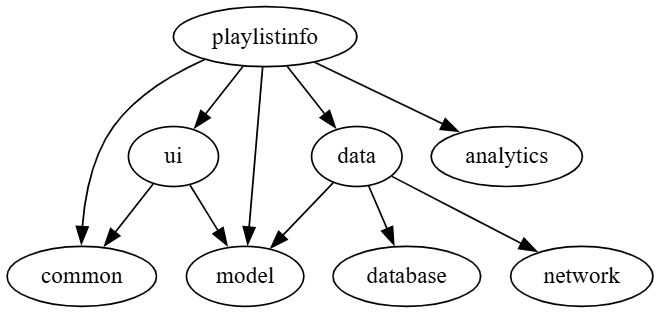 playlistinfo
ui
data
analytics
common
model
database
network